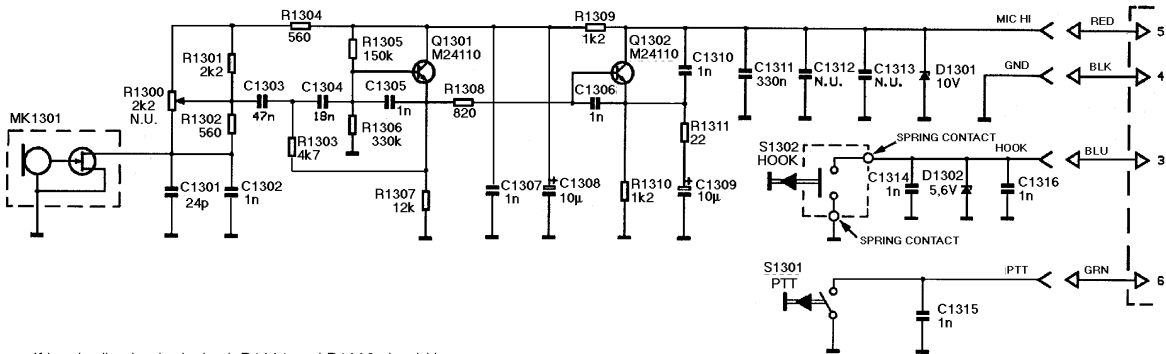 R1304
560
R1309
1k2
MIC HI
RED
5
R1305
150k
Q1301
M24110
Q1302
M24110
C1310
1n
R1301
2k2
C1311
330n
C1312
N.U.
C1313
N.U.
D1301
10V
GND
BLK
4
R1300
2k2
N.U.
C1303
47n
C1304
18n
C1305
1n
R1308
820
C1306
1n
MK1301
R1302
560
R1303
4k7
R1306
330k
R1311
22
SPRING CONTACT
S1302
HOOK
HOOK
BLU
3
C1301
24p
C1302
1n
R1307
12k
C1307
1n
+
C1308
10µ
R1310
1k2
+
C1309
10µ
C1314
1n
D1302
5,6V
C1316
1n
SPRING CONTACT
S1301
PTT
PTT
GRN
6
C1315
1n